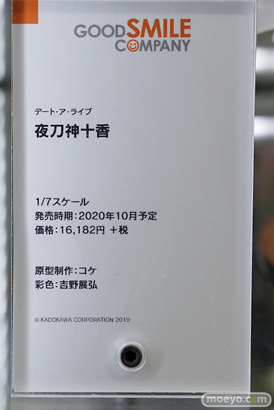 GOODSMILE
COMPANY
デート・ア・ライブ
夜刀神十香
1/7スケール
発売時期：2020年10月予定
価格：16,182円 +税
原型制作：コケ
彩色：吉野展弘
© KADOKAWA CORPORATION 2019
moeyo.com